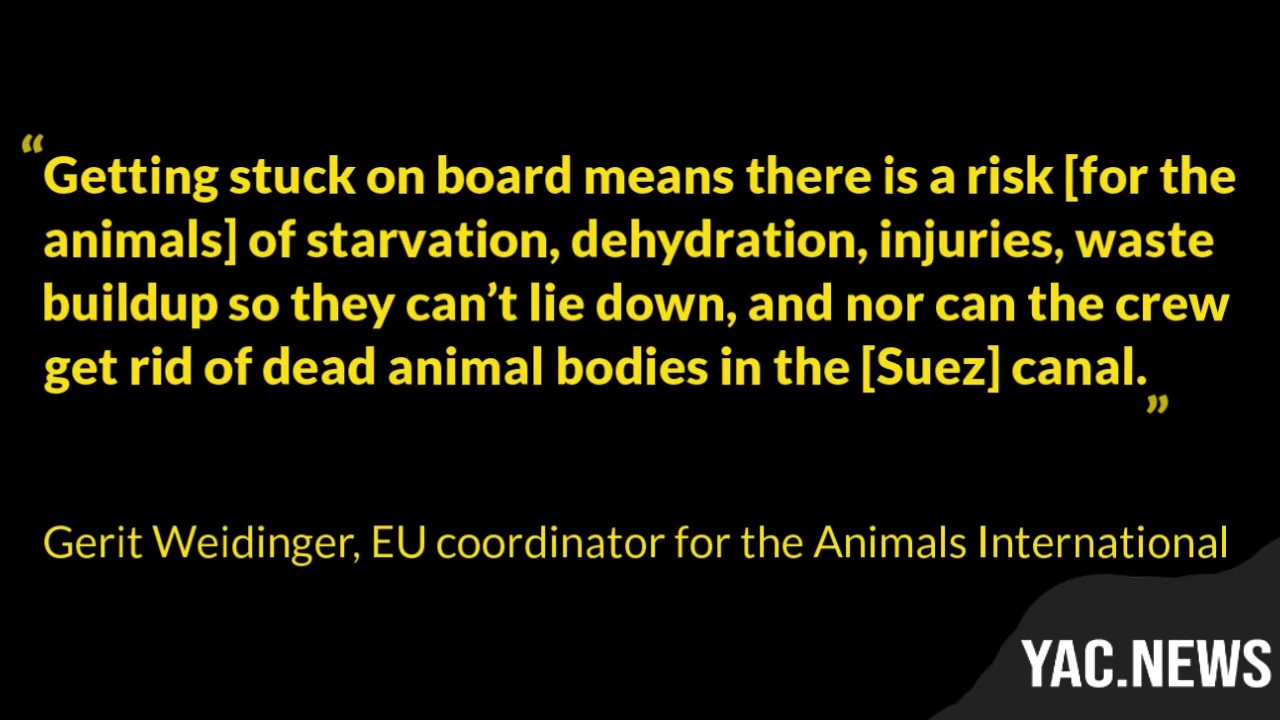 “Getting stuck on board means there is a risk [for the
animals] of starvation, dehydration, injuries, waste
buildup so they can’t lie down, and nor can the crew
get rid of dead animal bodies in the [Suez] canal.”
Gerit Weidinger, EU coordinator for the Animals International
YAC.NEWS